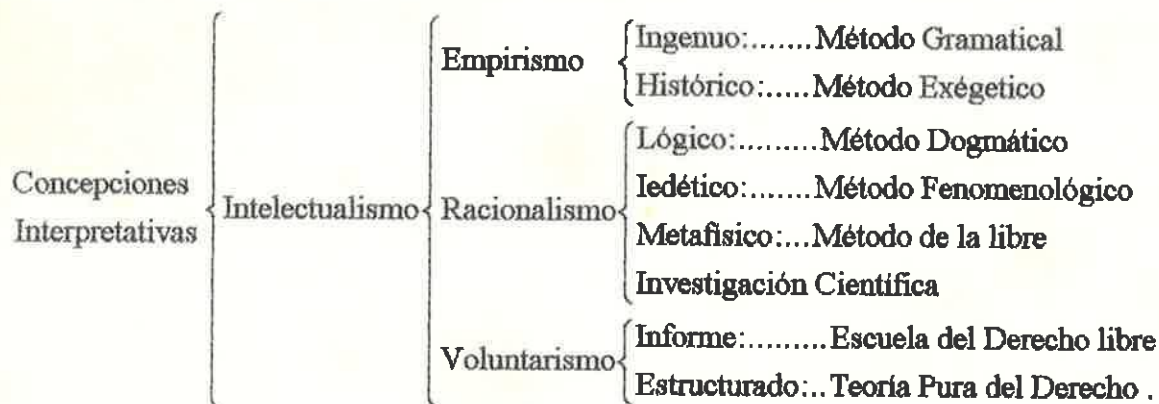 Concepciones
Interpretativas
Intelectualismo
Empirismo
Ingenuo:.......Método Gramatical
Histórico:.....Método Exégetico
Racionalismo
Lógico:.........Método Dogmático
Iedético:.......Método Fenomenológico
Metafisico:...Método de la libre
Investigación Científica
Voluntarismo
Informe:.........Escuela del Derecho libre
Estructurado:..Teoría Pura del Derecho .